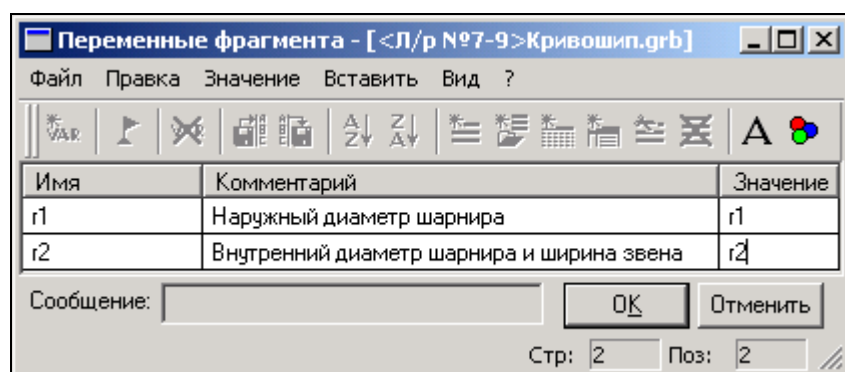 Переменные фрагмента - [<Л/р №7-9>Кривошип.grb]
Файл Правка Значение Вставить Вид ?
VAR A Z Z A A
Имя Комментарий Значение
r1 Наружный диаметр шарнира r1
r2 Внутренний диаметр шарнира и ширина звена r2
Сообщение: OK Отменить
Стр: 2 Поз: 2